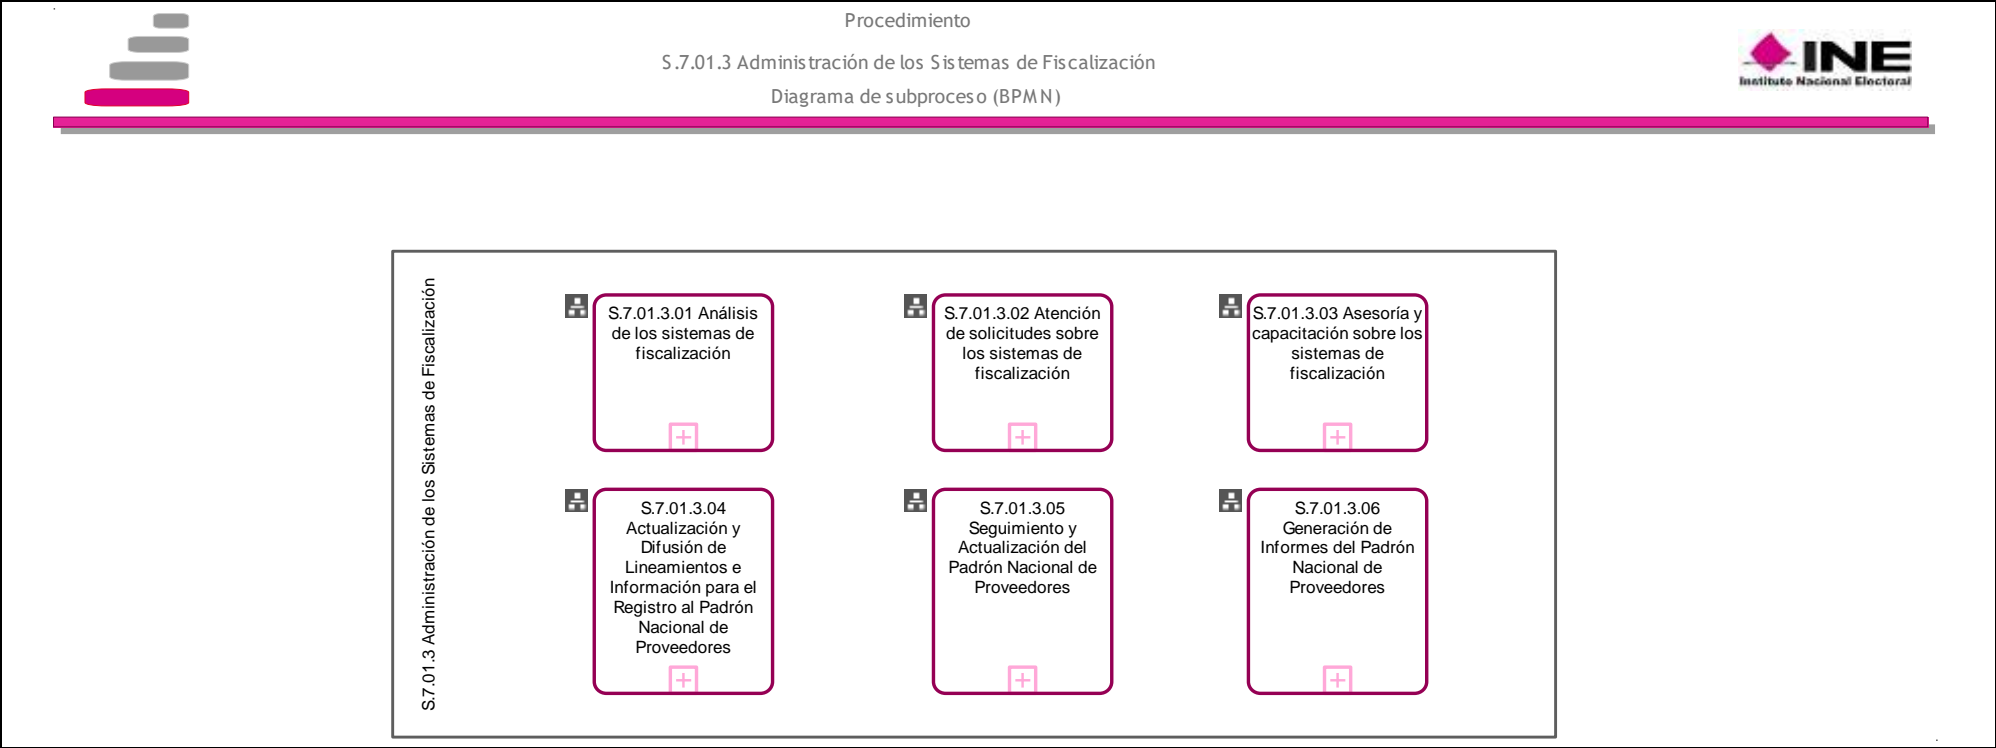 Procedimiento
S.7.01.3 Administración de los Sistemas de Fiscalización
Diagrama de subproceso (BPMN)
INE
Instituto Nacional Electoral
S.7.01.3 Administración de los Sistemas de Fiscalización
S.7.01.3.01 Análisis
de los sistemas de
fiscalización
S.7.01.3.02 Atención
de solicitudes sobre
los sistemas de
fiscalización
S.7.01.3.03 Asesoría y
capacitación sobre los
sistemas de
fiscalización
S.7.01.3.04
Actualización y
Difusión de
Lineamientos e
Información para el
Registro al Padrón
Nacional de
Proveedores
S.7.01.3.05
Seguimiento y
Actualización del
Padrón Nacional de
Proveedores
S.7.01.3.06
Generación de
Informes del Padrón
Nacional de
Proveedores